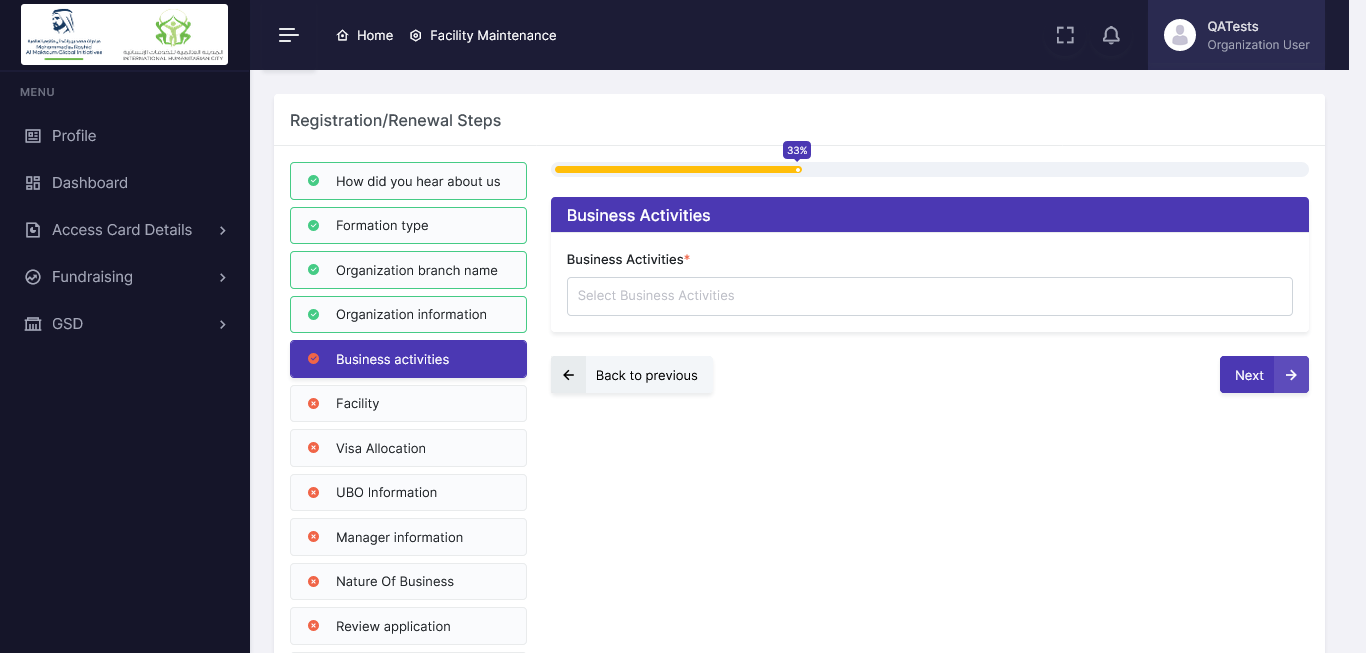 Mohammed bin Rashid
Al Maktoum Global Initiatives
INTERNATIONAL HUMANITARIAN CITY
Home
Facility Maintenance
QATests
Organization User
MENU
Profile
Dashboard
Access Card Details
Fundraising
GSD
Registration/Renewal Steps
How did you hear about us
Formation type
Organization branch name
Organization information
Business activities
Facility
Visa Allocation
UBO Information
Manager information
Nature Of Business
Review application
33%
Business Activities
Business Activities*
Select Business Activities
Back to previous
Next